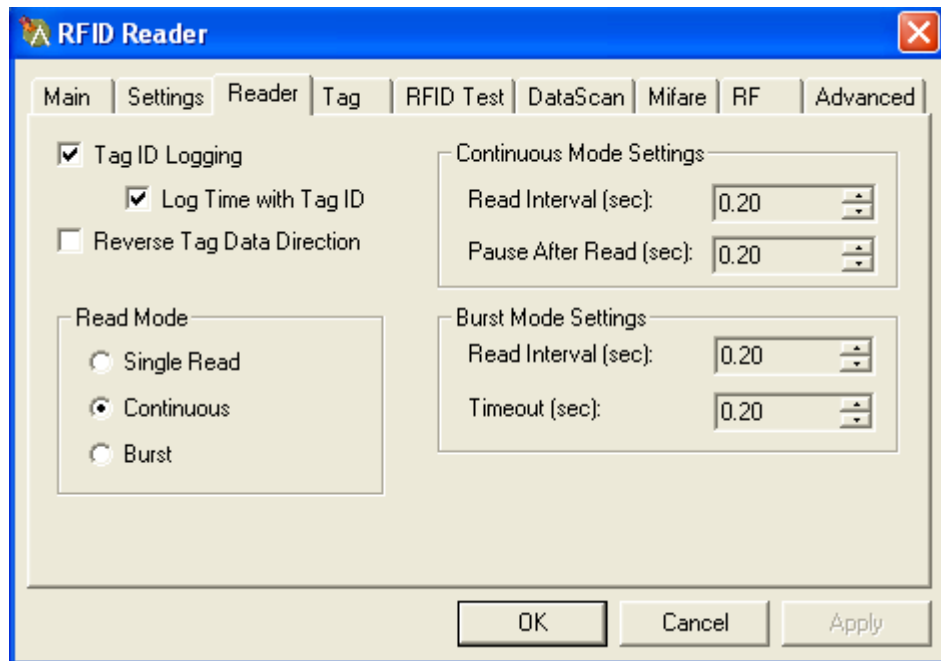 RFID Reader
Main Settings Reader Tag RFID Test DataScan Mifare RF Advanced
Tag ID Logging
Log Time with Tag ID
Reverse Tag Data Direction
Read Mode
Single Read
Continuous
Burst
Continuous Mode Settings
Read Interval (sec): 0.20
Pause After Read (sec): 0.20
Burst Mode Settings
Read Interval (sec): 0.20
Timeout (sec): 0.20
OK Cancel Apply